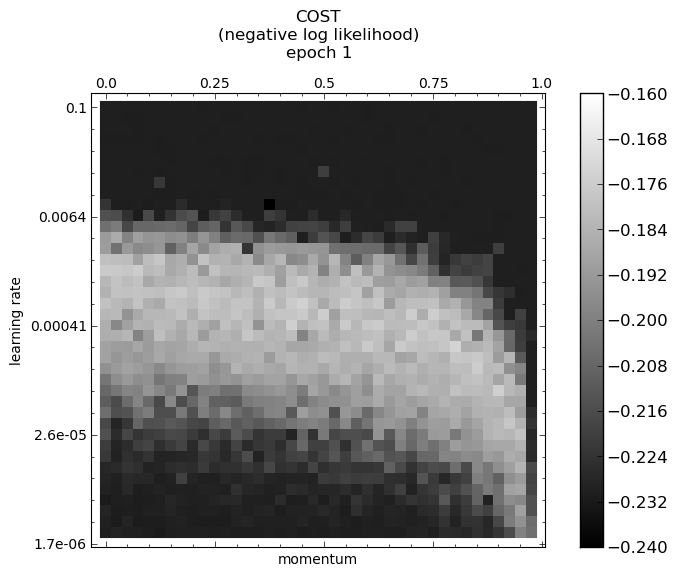 COST
(negative log likelihood)
epoch 1
0.0 0.25 0.5 0.75 1.0
0.1
0.0064
0.00041
2.6e-05
1.7e-06
learning rate
momentum
−0.160
−0.168
−0.176
−0.184
−0.192
−0.200
−0.208
−0.216
−0.224
−0.232
−0.240